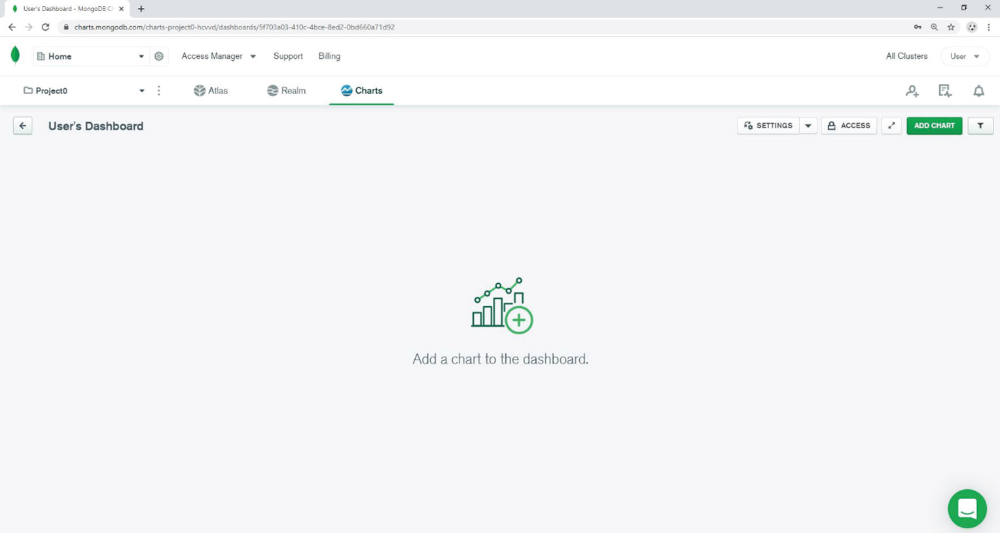 User's Dashboard - MongoDB Ch
charts.mongodb.com/charts-project0-hcvvd/dashboards/5f703a03-410c-4bce-8ed2-0bd660a71d92
Home Access Manager Support Billing All Clusters User
Project0 Atlas Realm Charts
User's Dashboard SETTINGS ACCESS ADD CHART
Add a chart to the dashboard.